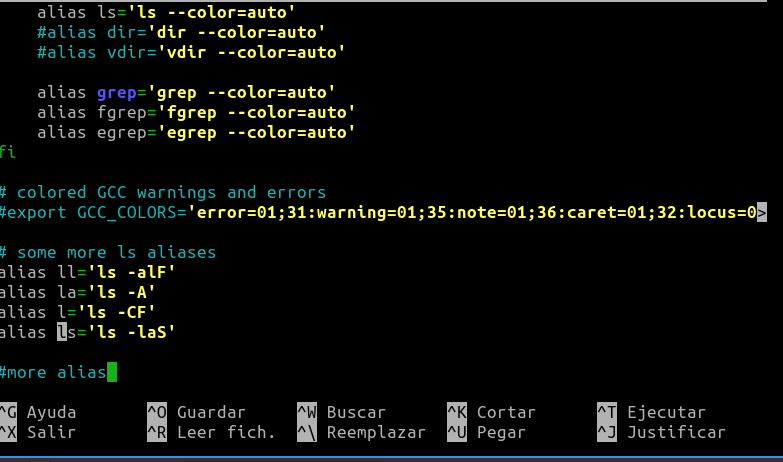 alias ls='ls --color=auto'
    #alias dir='dir --color=auto'
    #alias vdir='vdir --color=auto'

    alias grep='grep --color=auto'
    alias fgrep='fgrep --color=auto'
    alias egrep='egrep --color=auto'
fi

# colored GCC warnings and errors
#export GCC_COLORS='error=01;31:warning=01;35:note=01;36:caret=01;32:locus=0>

# some more ls aliases
alias ll='ls -alF'
alias la='ls -A'
alias l='ls -CF'
alias ls='ls -laS'

#more alias

^G Ayuda ^O Guardar ^W Buscar ^K Cortar ^T Ejecutar
^X Salir ^R Leer fich. ^\ Reemplazar ^U Pegar ^J Justificar